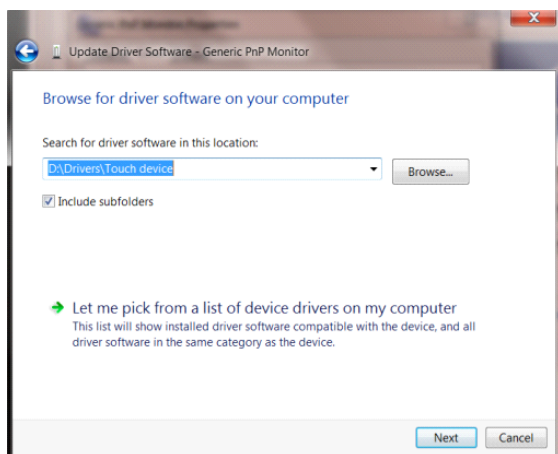 Update Driver Software - Generic PnP Monitor
Browse for driver software on your computer
Search for driver software in this location:
D:\Drivers\Touch device
Browse...
Include subfolders
Let me pick from a list of device drivers on my computer
This list will show installed driver software compatible with the device, and all
driver software in the same category as the device.
Next
Cancel